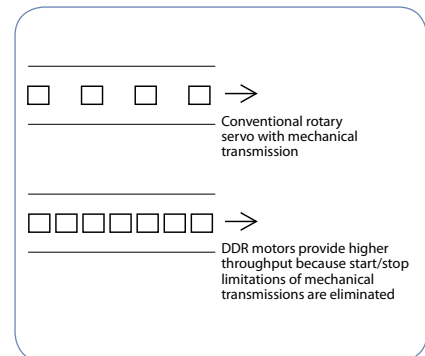 Conventional rotary
servo with mechanical
transmission
DDR motors provide higher
throughput because start/stop
limitations of mechanical
transmissions are eliminated